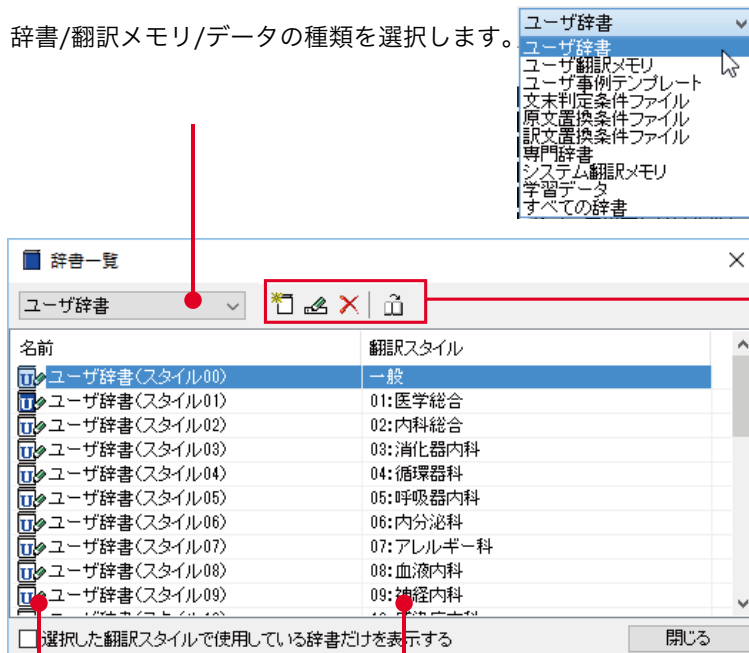 辞書/翻訳メモリ/データの種類を選択します。
ユーザ辞書
ユーザ辞書
ユーザ翻訳メモリ
ユーザ事例テンプレート
文末判定条件ファイル
原文置換条件ファイル
訳文置換条件ファイル
専門辞書
システム翻訳メモリ
学習データ
すべての辞書
辞書一覧
ユーザ辞書
名前 翻訳スタイル
ユーザ辞書(スタイル00) 一般
ユーザ辞書(スタイル01) 01:医学総合
ユーザ辞書(スタイル02) 02:内科総合
ユーザ辞書(スタイル03) 03:消化器内科
ユーザ辞書(スタイル04) 04:循環器科
ユーザ辞書(スタイル05) 05:呼吸器内科
ユーザ辞書(スタイル06) 06:内分泌科
ユーザ辞書(スタイル07) 07:アレルギー科
ユーザ辞書(スタイル08) 08:血液内科
ユーザ辞書(スタイル09) 09:神経内科
選択した翻訳スタイルで使用している辞書だけを表示する 閉じる